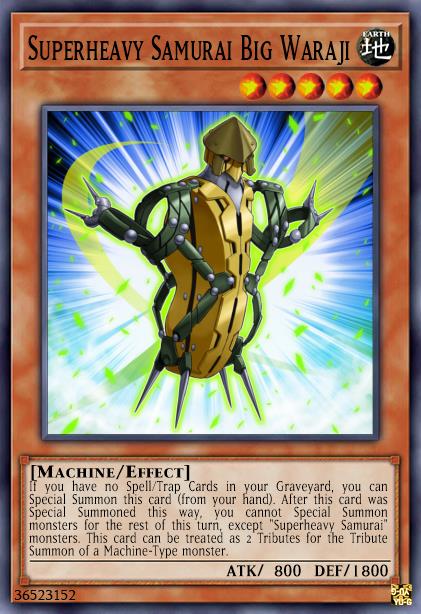 Superheavy Samurai Big Waraji
EARTH
地
[Machine/Effect]
If you have no Spell/Trap Cards in your Graveyard, you can
Special Summon this card (from your hand). After this card was
Special Summoned this way, you cannot Special Summon
monsters for the rest of this turn, except "Superheavy Samurai"
monsters. This card can be treated as 2 Tributes for the Tribute
Summon of a Machine-Type monster.
ATK/ 800 DEF/1800
36523152